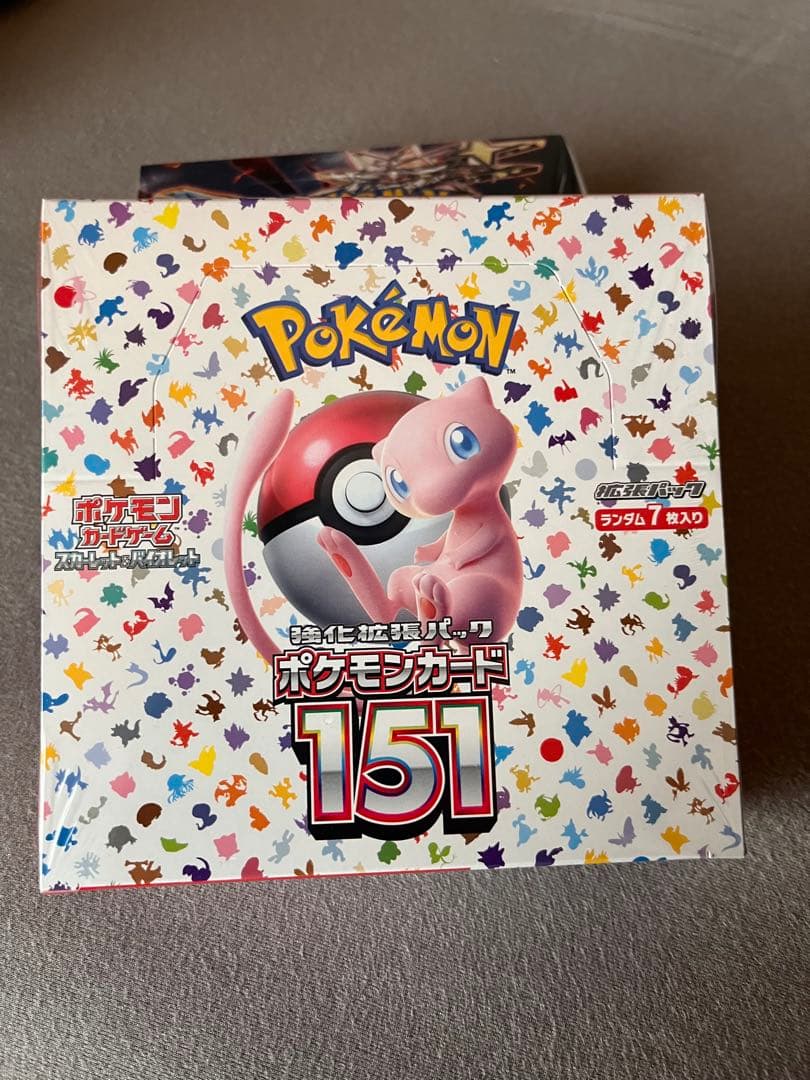 POKéMON
TM
ポケモン
カードゲーム
スカーレット&バイオレット
拡張パック
ランダム7枚入り
強化拡張パック
ポケモンカード
151